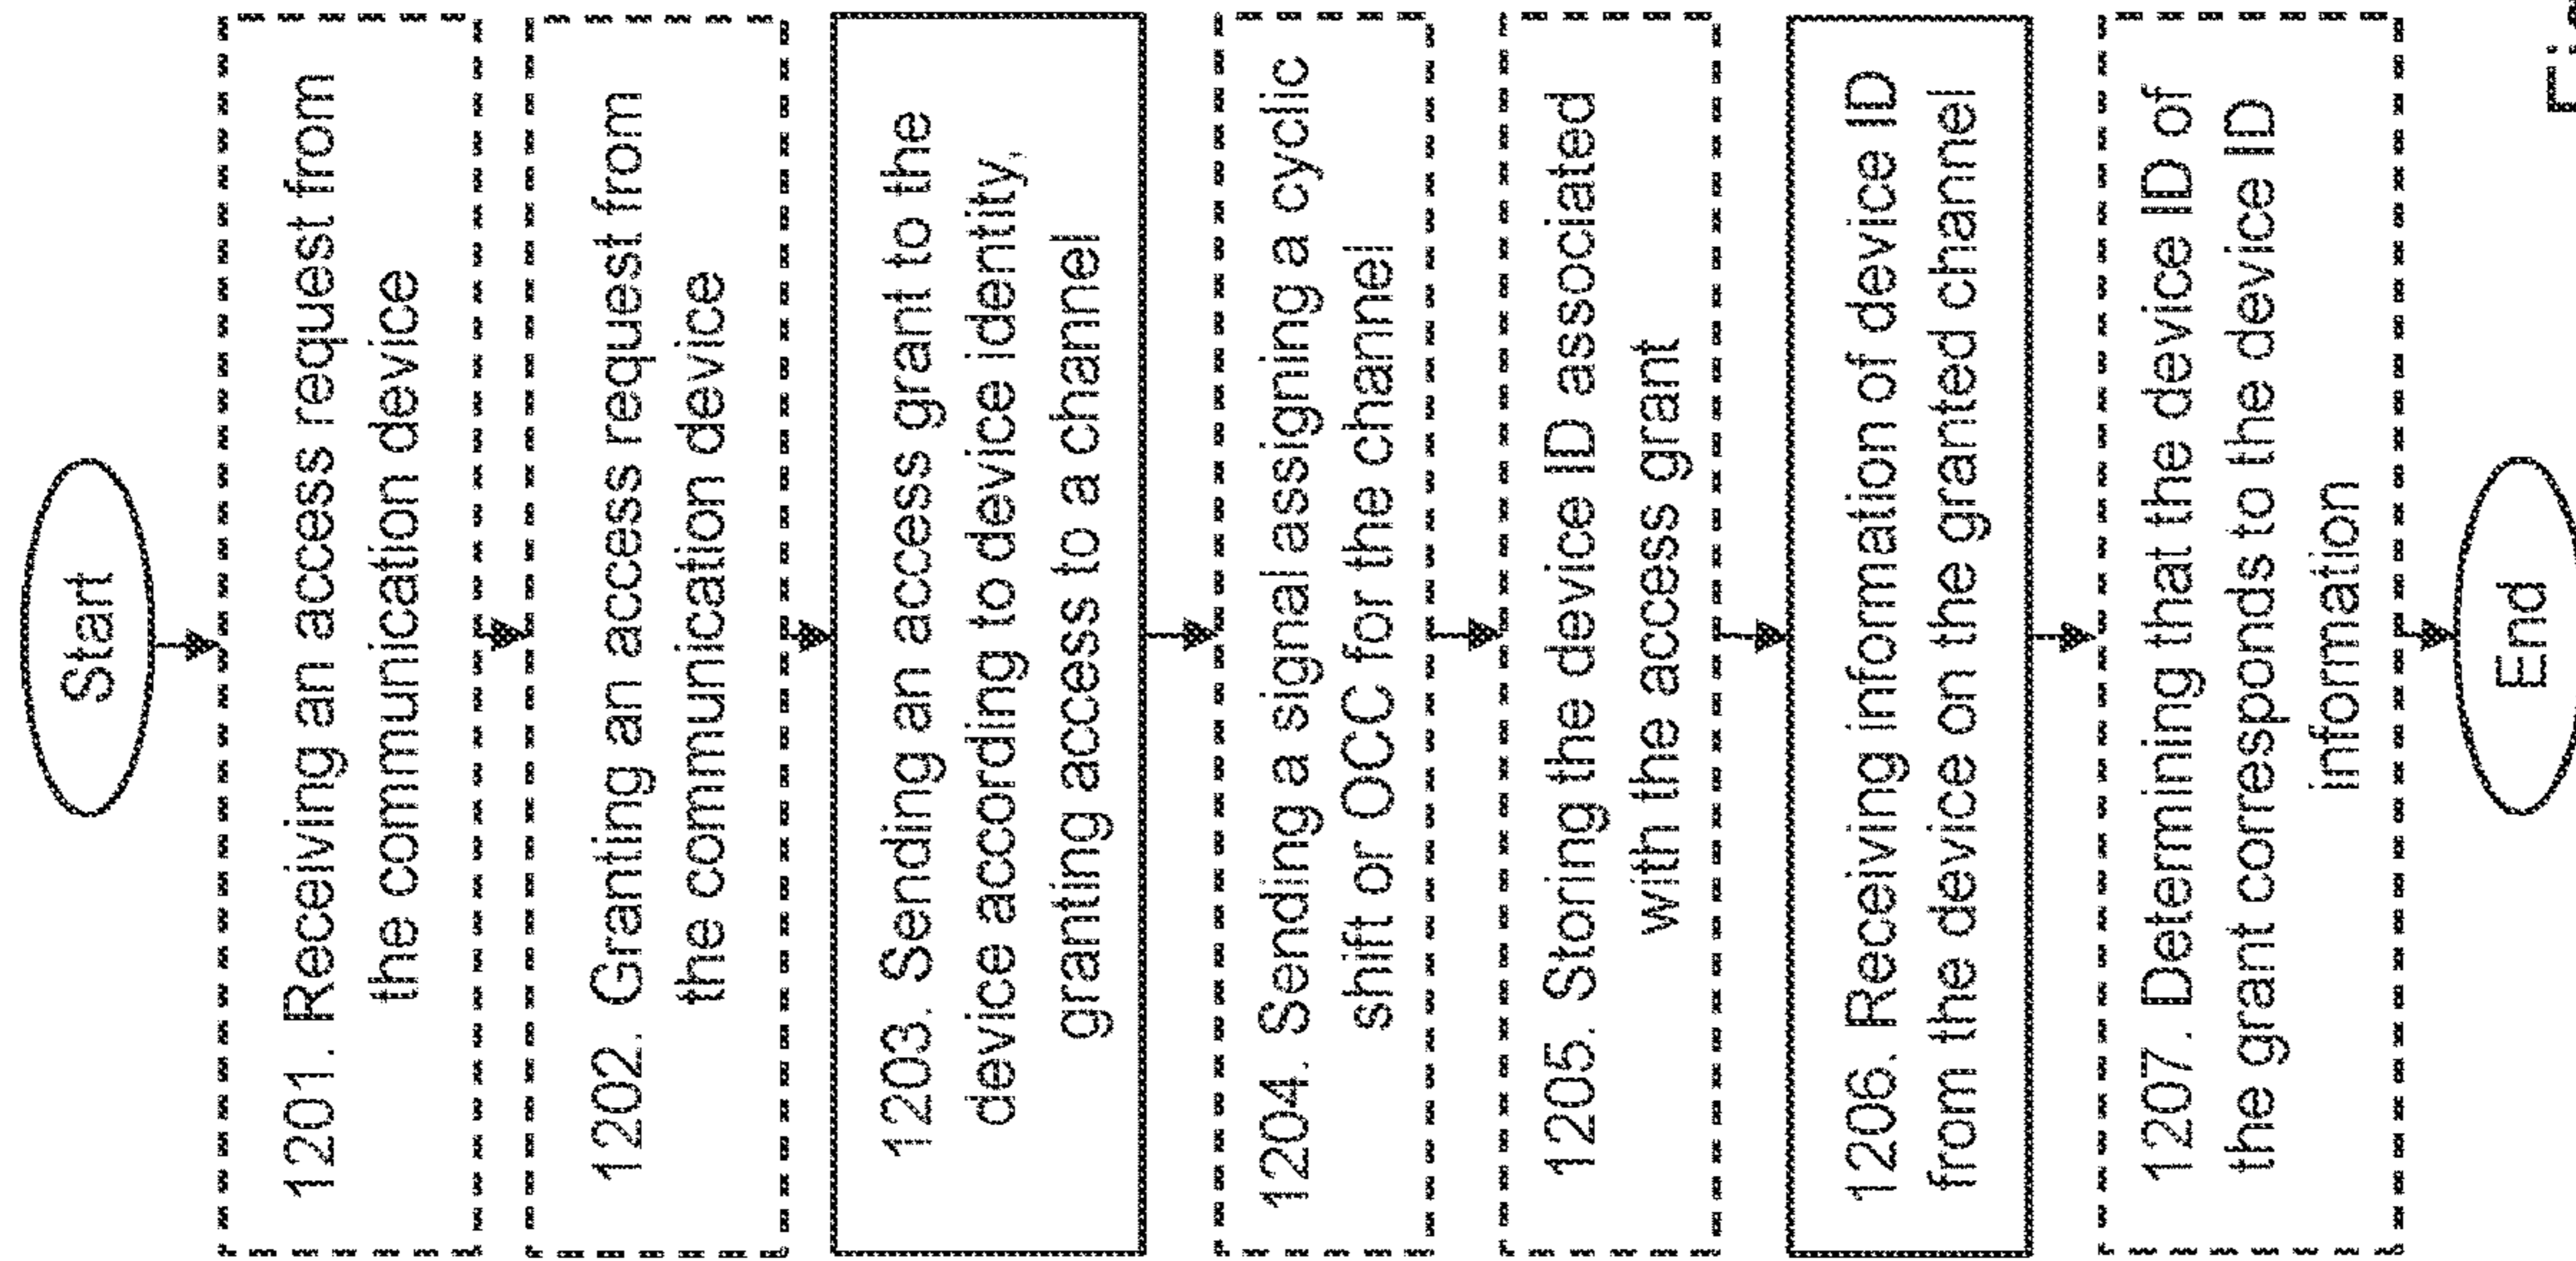 Start
1201. Receiving an access request from
the communication device
1202. Granting an access request from
the communication device
1203. Sending an access grant to the
device according to device identity,
granting access to a channel
1204. Sending a signal assigning a cyclic
shift or OCC for the channel
1205. Storing the device ID associated
with the access grant
1206. Receiving information of device ID
from the device on the granted channel
1207. Determining that the device ID of
the grant corresponds to the device ID
information
End